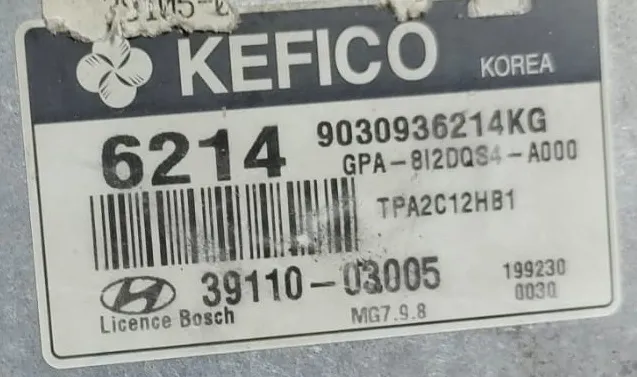 KEFICO KOREA
6214 9030936214KG
GPA-8I2DQS4-A000
TPA2C12HB1
39110-03005 199230
0030
Licence Bosch MG7.9.8